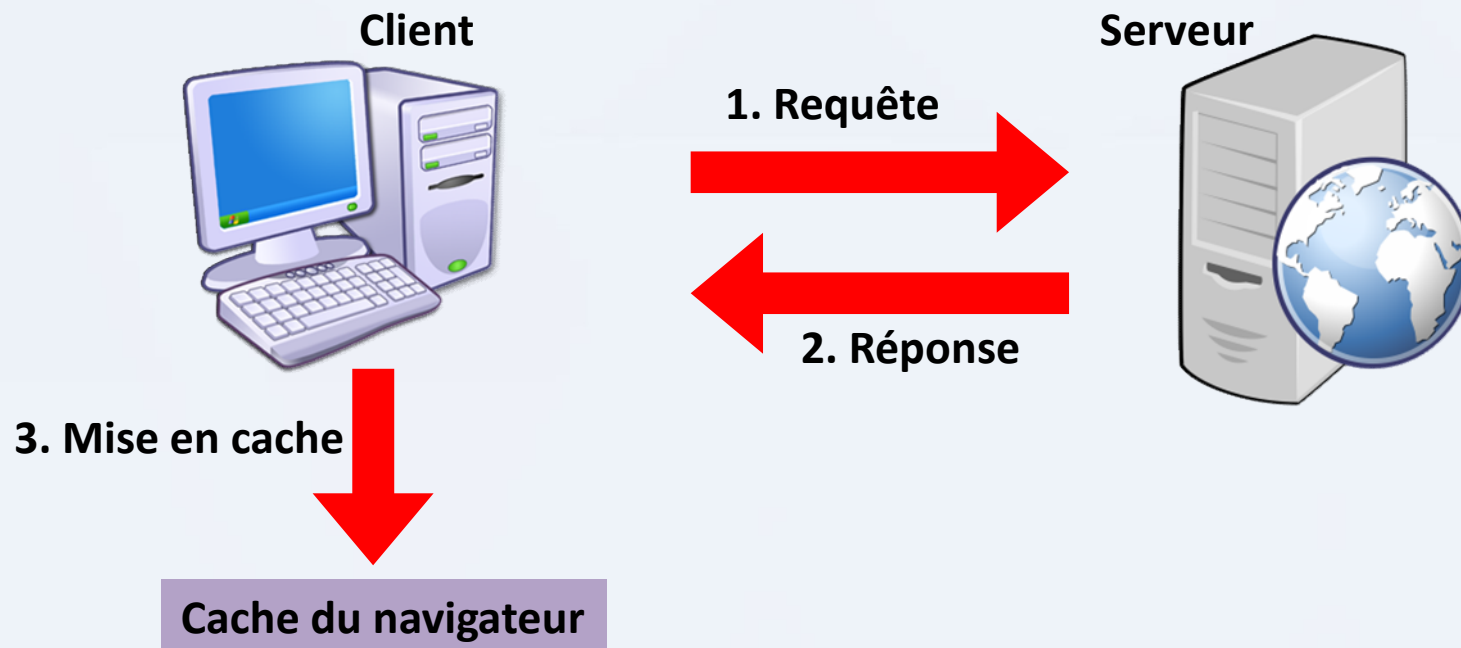 Client
Serveur
1. Requête
2. Réponse
3. Mise en cache
Cache du navigateur